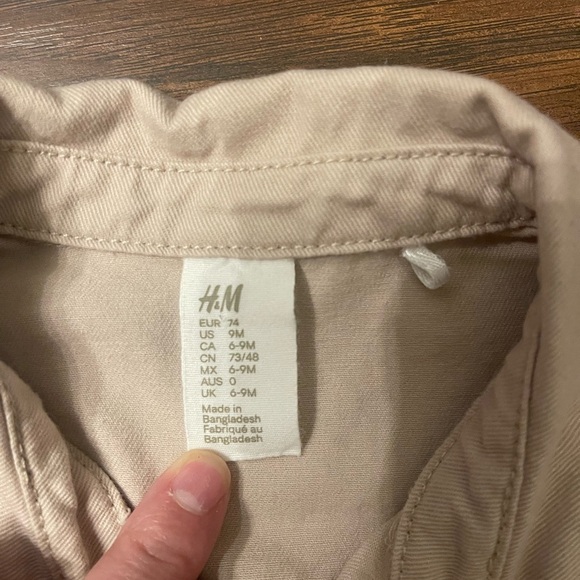 H&M
EUR 74
US 9M
CA 6-9M
CN 73/48
MX 6-9M
AUS 0
UK 6-9M
Made in
Bangladesh
Fabriqué au
Bangladesh